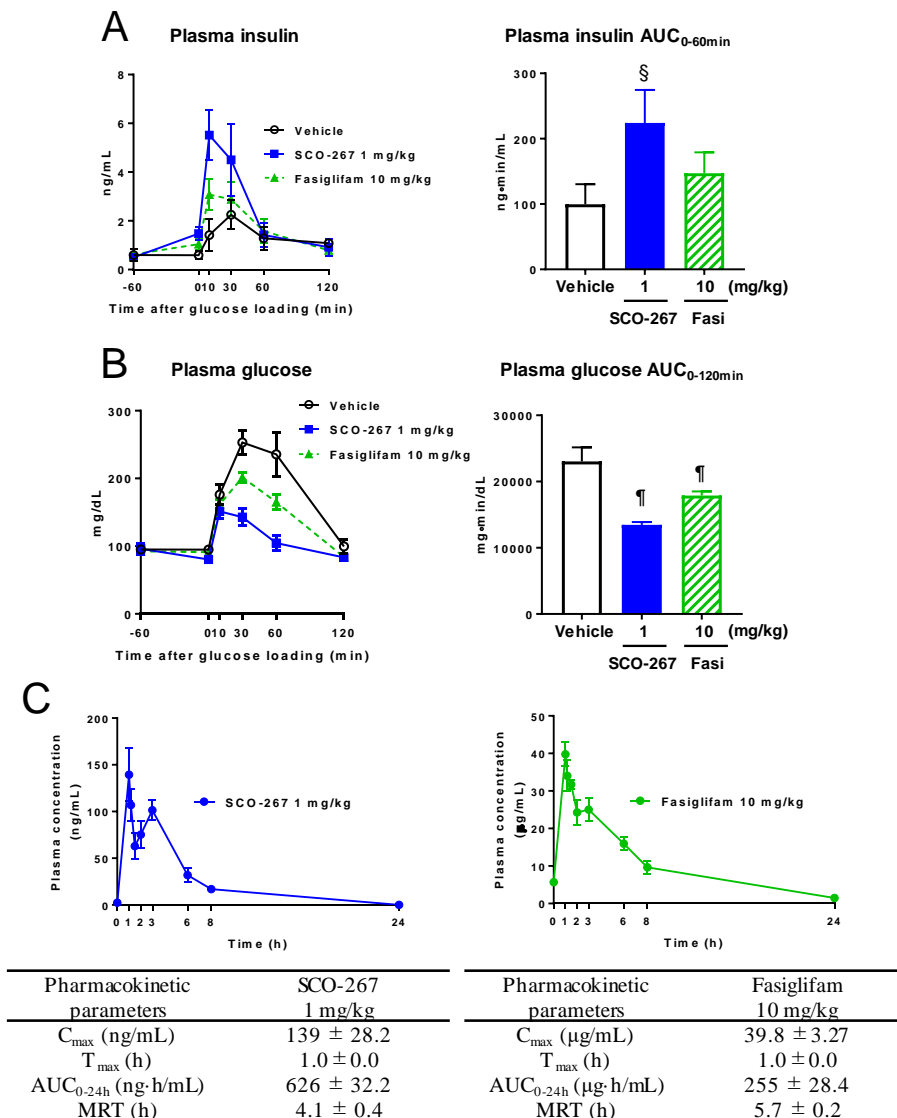 A
Plasma insulin
Plasma insulin AUC0-60min
8
6
4
2
0
ng/mL
Vehicle
SCO-267 1 mg/kg
Fasiglifam 10 mg/kg
-60 0 10 30 60 120
Time after glucose loading (min)
300
200
100
0
ng•min/mL
§
Vehicle 1 10 (mg/kg)
SCO-267 Fasi
B
Plasma glucose
Plasma glucose AUC0-120min
300
200
100
0
mg/dL
Vehicle
SCO-267 1 mg/kg
Fasiglifam 10 mg/kg
-60 0 10 30 60 120
Time after glucose loading (min)
30000
20000
10000
0
mg•min/dL
¶ ¶
Vehicle 1 10 (mg/kg)
SCO-267 Fasi
C
200
150
100
50
0
Plasma concentration
(ng/mL)
SCO-267 1 mg/kg
0 1 2 3 6 8 24
Time (h)
50
40
30
20
10
0
Plasma concentration
g/mL)
Fasiglifam 10 mg/kg
0 1 2 3 6 8 24
Time (h)
Pharmacokinetic parameters SCO-267 1 mg/kg
Cmax (ng/mL) 139 ± 28.2
Tmax (h) 1.0 ± 0.0
AUC0-24h (ng·h/mL) 626 ± 32.2
MRT (h) 4.1 ± 0.4
Pharmacokinetic parameters Fasiglifam 10 mg/kg
Cmax (µg/mL) 39.8 ± 3.27
Tmax (h) 1.0 ± 0.0
AUC0-24h (µg·h/mL) 255 ± 28.4
MRT (h) 5.7 ± 0.2